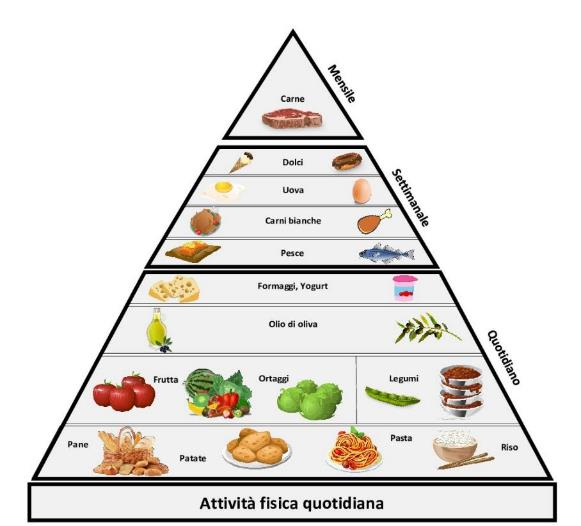 Mensile
Carne
Settimanale
Dolci
Uova
Carni bianche
Pesce
Quotidiano
Formaggi, Yogurt
Olio di oliva
Frutta
Ortaggi
Legumi
Pane
Patate
Pasta
Riso
Attività fisica quotidiana